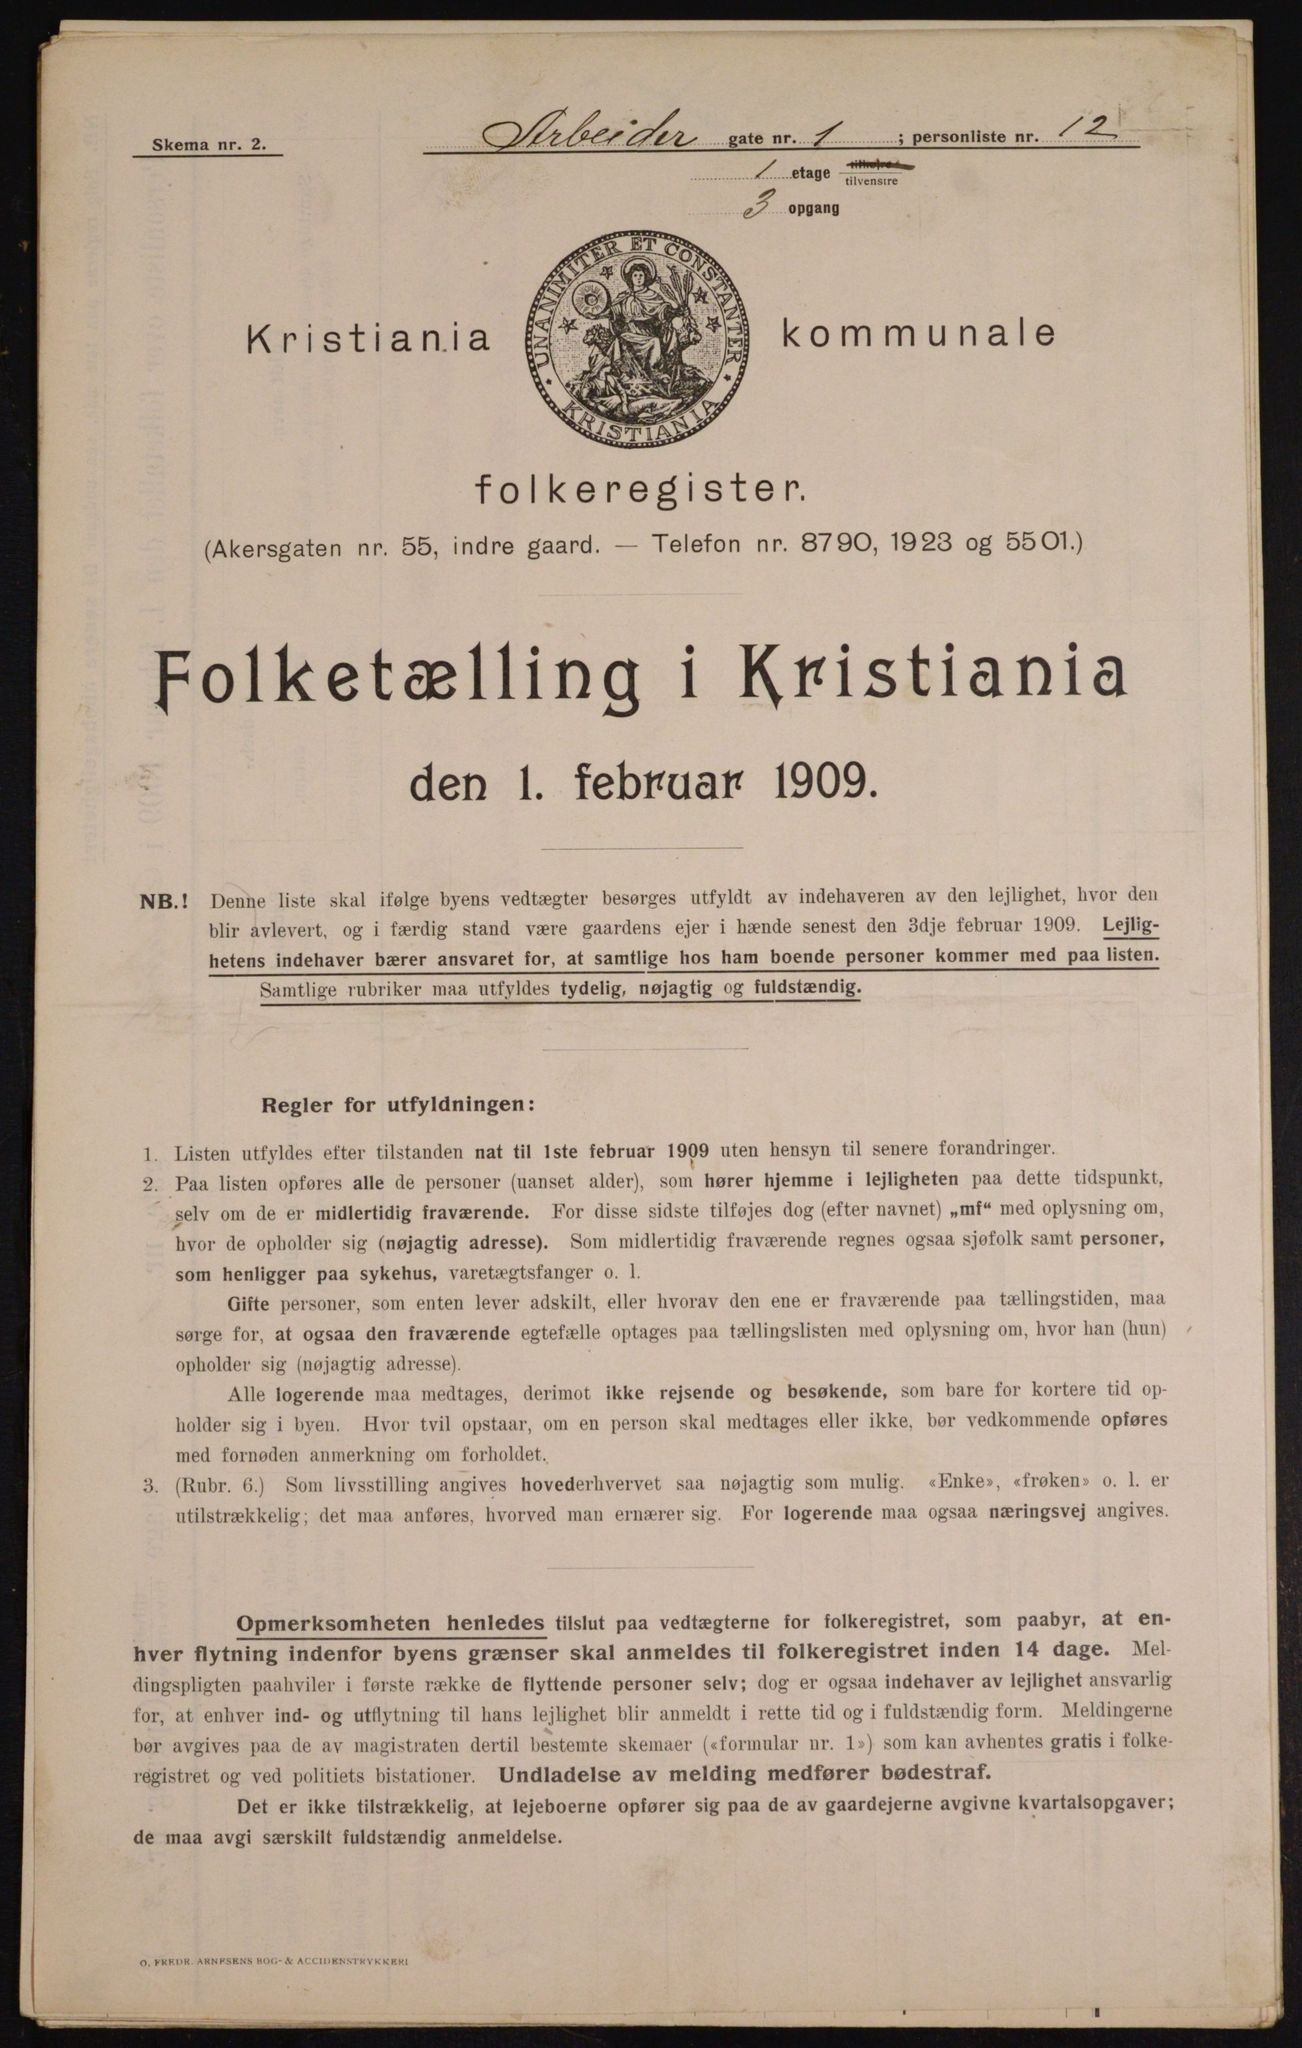 Skema nr. 2.
Arbeider gate nr. 1 ; personliste nr. 12
1 etage tilhøire tilvenstre
3 opgang
UNANIMITER ET CONSTANTER
KRISTIANIA
Kristiania kommunale
folkeregister.
(Akersgaten nr. 55, indre gaard. — Telefon nr. 8790, 1923 og 5501.)
Folketælling i Kristiania
den 1. februar 1909.
NB.! Denne liste skal ifølge byens vedtægter besørges utfyldt av indehaveren av den lejlighet, hvor den
blir avlevert, og i færdig stand være gaardens ejer i hænde senest den 3dje februar 1909. Lejlig-
hetens indehaver bærer ansvaret for, at samtlige hos ham boende personer kommer med paa listen.
Samtlige rubriker maa utfyldes tydelig, nøjagtig og fuldstændig.
Regler for utfyldningen:
1. Listen utfyldes efter tilstanden nat til 1ste februar 1909 uten hensyn til senere forandringer.
2. Paa listen opføres alle de personer (uanset alder), som hører hjemme i lejligheten paa dette tidspunkt,
selv om de er midlertidig fraværende. For disse sidste tilføjes dog (efter navnet) „mf“ med oplysning om,
hvor de opholder sig (nøjagtig adresse). Som midlertidig fraværende regnes ogsaa sjøfolk samt personer,
som henligger paa sykehus, varetægtsfanger o. l.
Gifte personer, som enten lever adskilt, eller hvorav den ene er fraværende paa tællingstiden, maa
sørge for, at ogsaa den fraværende egtefælle optages paa tællingslisten med oplysning om, hvor han (hun)
opholder sig (nøjagtig adresse).
Alle logerende maa medtages, derimot ikke rejsende og besøkende, som bare for kortere tid op-
holder sig i byen. Hvor tvil opstaar, om en person skal medtages eller ikke, bør vedkommende opføres
med fornøden anmerkning om forholdet.
3. (Rubr. 6.) Som livsstilling angives hovederhvervet saa nøjagtig som mulig. «Enke», «frøken» o. l. er
utilstrækkelig; det maa anføres, hvorved man ernærer sig. For logerende maa ogsaa næringsvej angives.
Opmerksomheten henledes tilslut paa vedtægterne for folkeregistret, som paabyr, at en-
hver flytning indenfor byens grænser skal anmeldes til folkeregistret inden 14 dage. Mel-
dingspligten paahviler i første række de flyttende personer selv; dog er ogsaa indehaver av lejlighet ansvarlig
for, at enhver ind- og utflytning til hans lejlighet blir anmeldt i rette tid og i fuldstændig form. Meldingerne
bør avgives paa de av magistraten dertil bestemte skemaer («formular nr. 1») som kan avhentes gratis i folke-
registret og ved politiets bistationer. Undladelse av melding medfører bødestraf.
Det er ikke tilstrækkelig, at lejeboerne opfører sig paa de av gaardejerne avgivne kvartalsopgaver;
de maa avgi særskilt fuldstændig anmeldelse.
O. FREDR. ARNESENS BOG- & ACCIDENSTRYKKERI